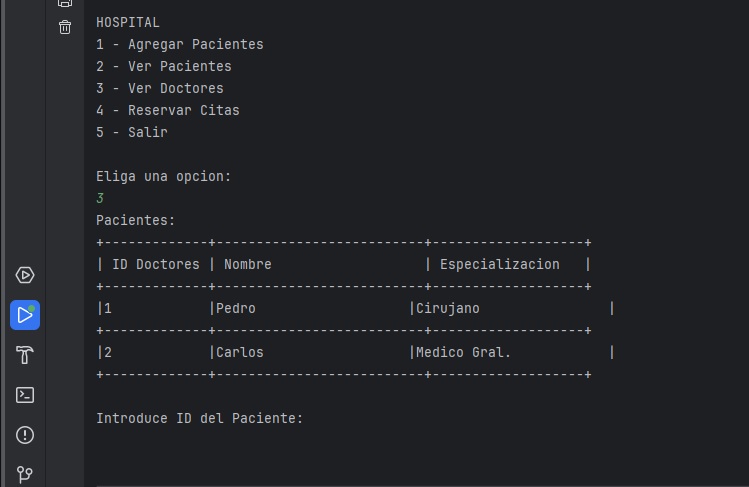 HOSPITAL
1 - Agregar Pacientes
2 - Ver Pacientes
3 - Ver Doctores
4 - Reservar Citas
5 - Salir
Eliga una opcion:
3
Pacientes:
+-------------+--------------------------+-------------------+
| ID Doctores | Nombre                   | Especializacion   |
+-------------+--------------------------+-------------------+
|1            |Pedro                   |Cirujano                |
+-------------+--------------------------+-------------------+
|2            |Carlos                  |Medico Gral.            |
+-------------+--------------------------+-------------------+
Introduce ID del Paciente: